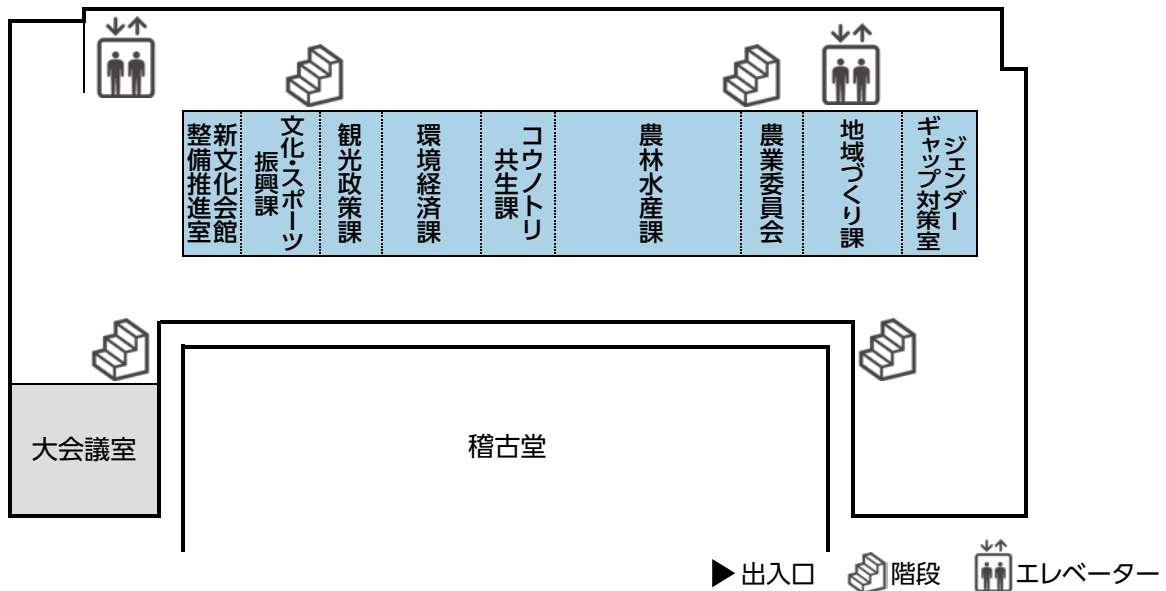 新文化会館
整備推進室
文化・スポーツ
振興課
観光政策課
環境経済課
コウノトリ
共生課
農林水産課
農業委員会
地域づくり課
ジェンダー
ギャップ対策室
大会議室
稽古堂
▶出入口 階段 エレベーター